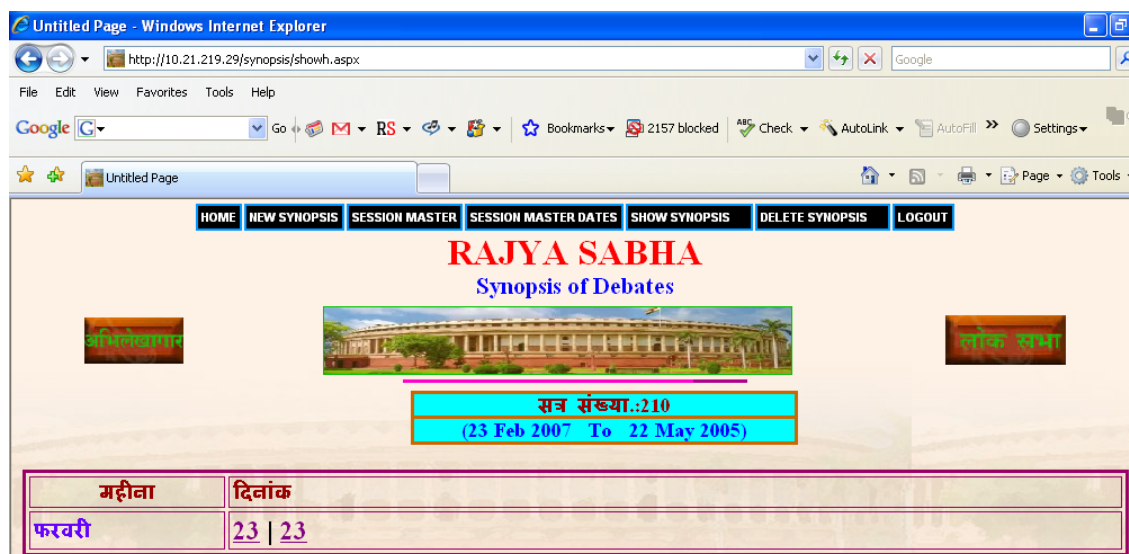 Untitled Page - Windows Internet Explorer
http://10.21.219.29/synopsis/showh.aspx Google
File Edit View Favorites Tools Help
Google G Go RS Bookmarks 2157 blocked Check AutoLink AutoFill Settings
Untitled Page Page Tools
HOME NEW SYNOPSIS SESSION MASTER SESSION MASTER DATES SHOW SYNOPSIS DELETE SYNOPSIS LOGOUT
RAJYA SABHA
Synopsis of Debates
अभिलेखागार लोक सभा
सत्र संख्या.:210
(23 Feb 2007 To 22 May 2005)
महीना दिनांक
फरवरी 23 | 23